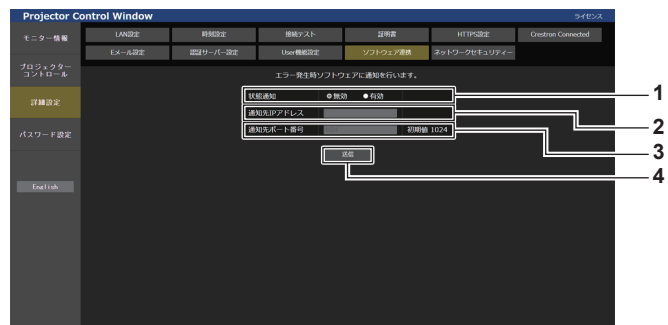 Projector Control Window
ライセンス
モニター情報
プロジェクター
コントロール
詳細設定
パスワード設定
English
LAN設定 時刻設定 接続テスト 証明書 HTTPS設定 Crestron Connected
Eメール設定 認証サーバー設定 User機能設定 ソフトウェア連携 ネットワークセキュリティー
エラー発生時ソフトウェアに通知を行います。
状態通知 無効 有効
通知先IPアドレス
通知先ポート番号 初期値 1024
送信
1
2
3
4